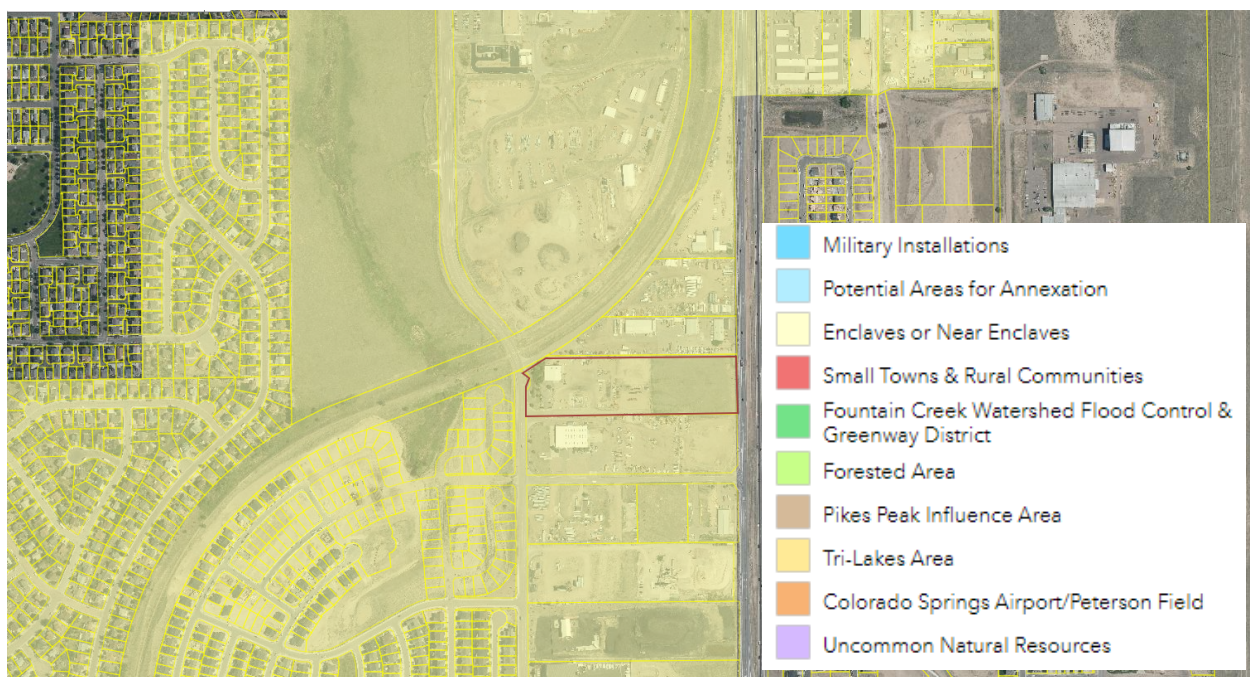 Military Installations
Potential Areas for Annexation
Enclaves or Near Enclaves
Small Towns & Rural Communities
Fountain Creek Watershed Flood Control &
Greenway District
Forested Area
Pikes Peak Influence Area
Tri-Lakes Area
Colorado Springs Airport/Peterson Field
Uncommon Natural Resources